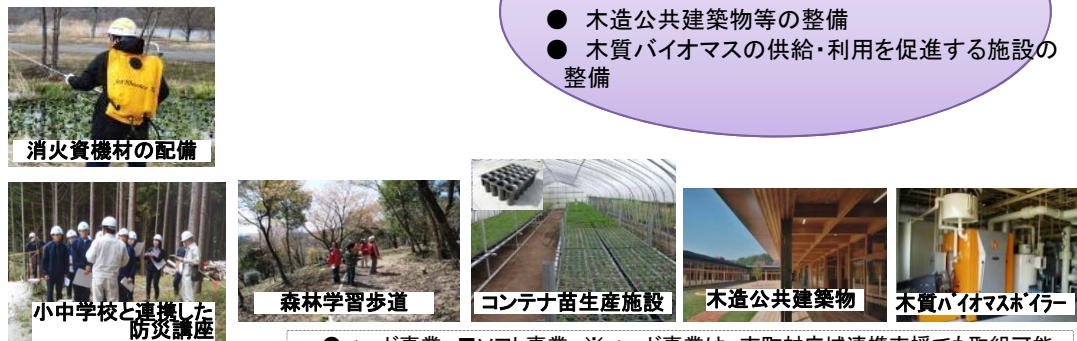 ● 木造公共建築物等の整備
● 木質バイオマスの供給・利用を促進する施設の
整備
消火資機材の配備
小中学校と連携した
防災講座
森林学習歩道
コンテナ苗生産施設
木造公共建築物
木質バイオマスボイラー